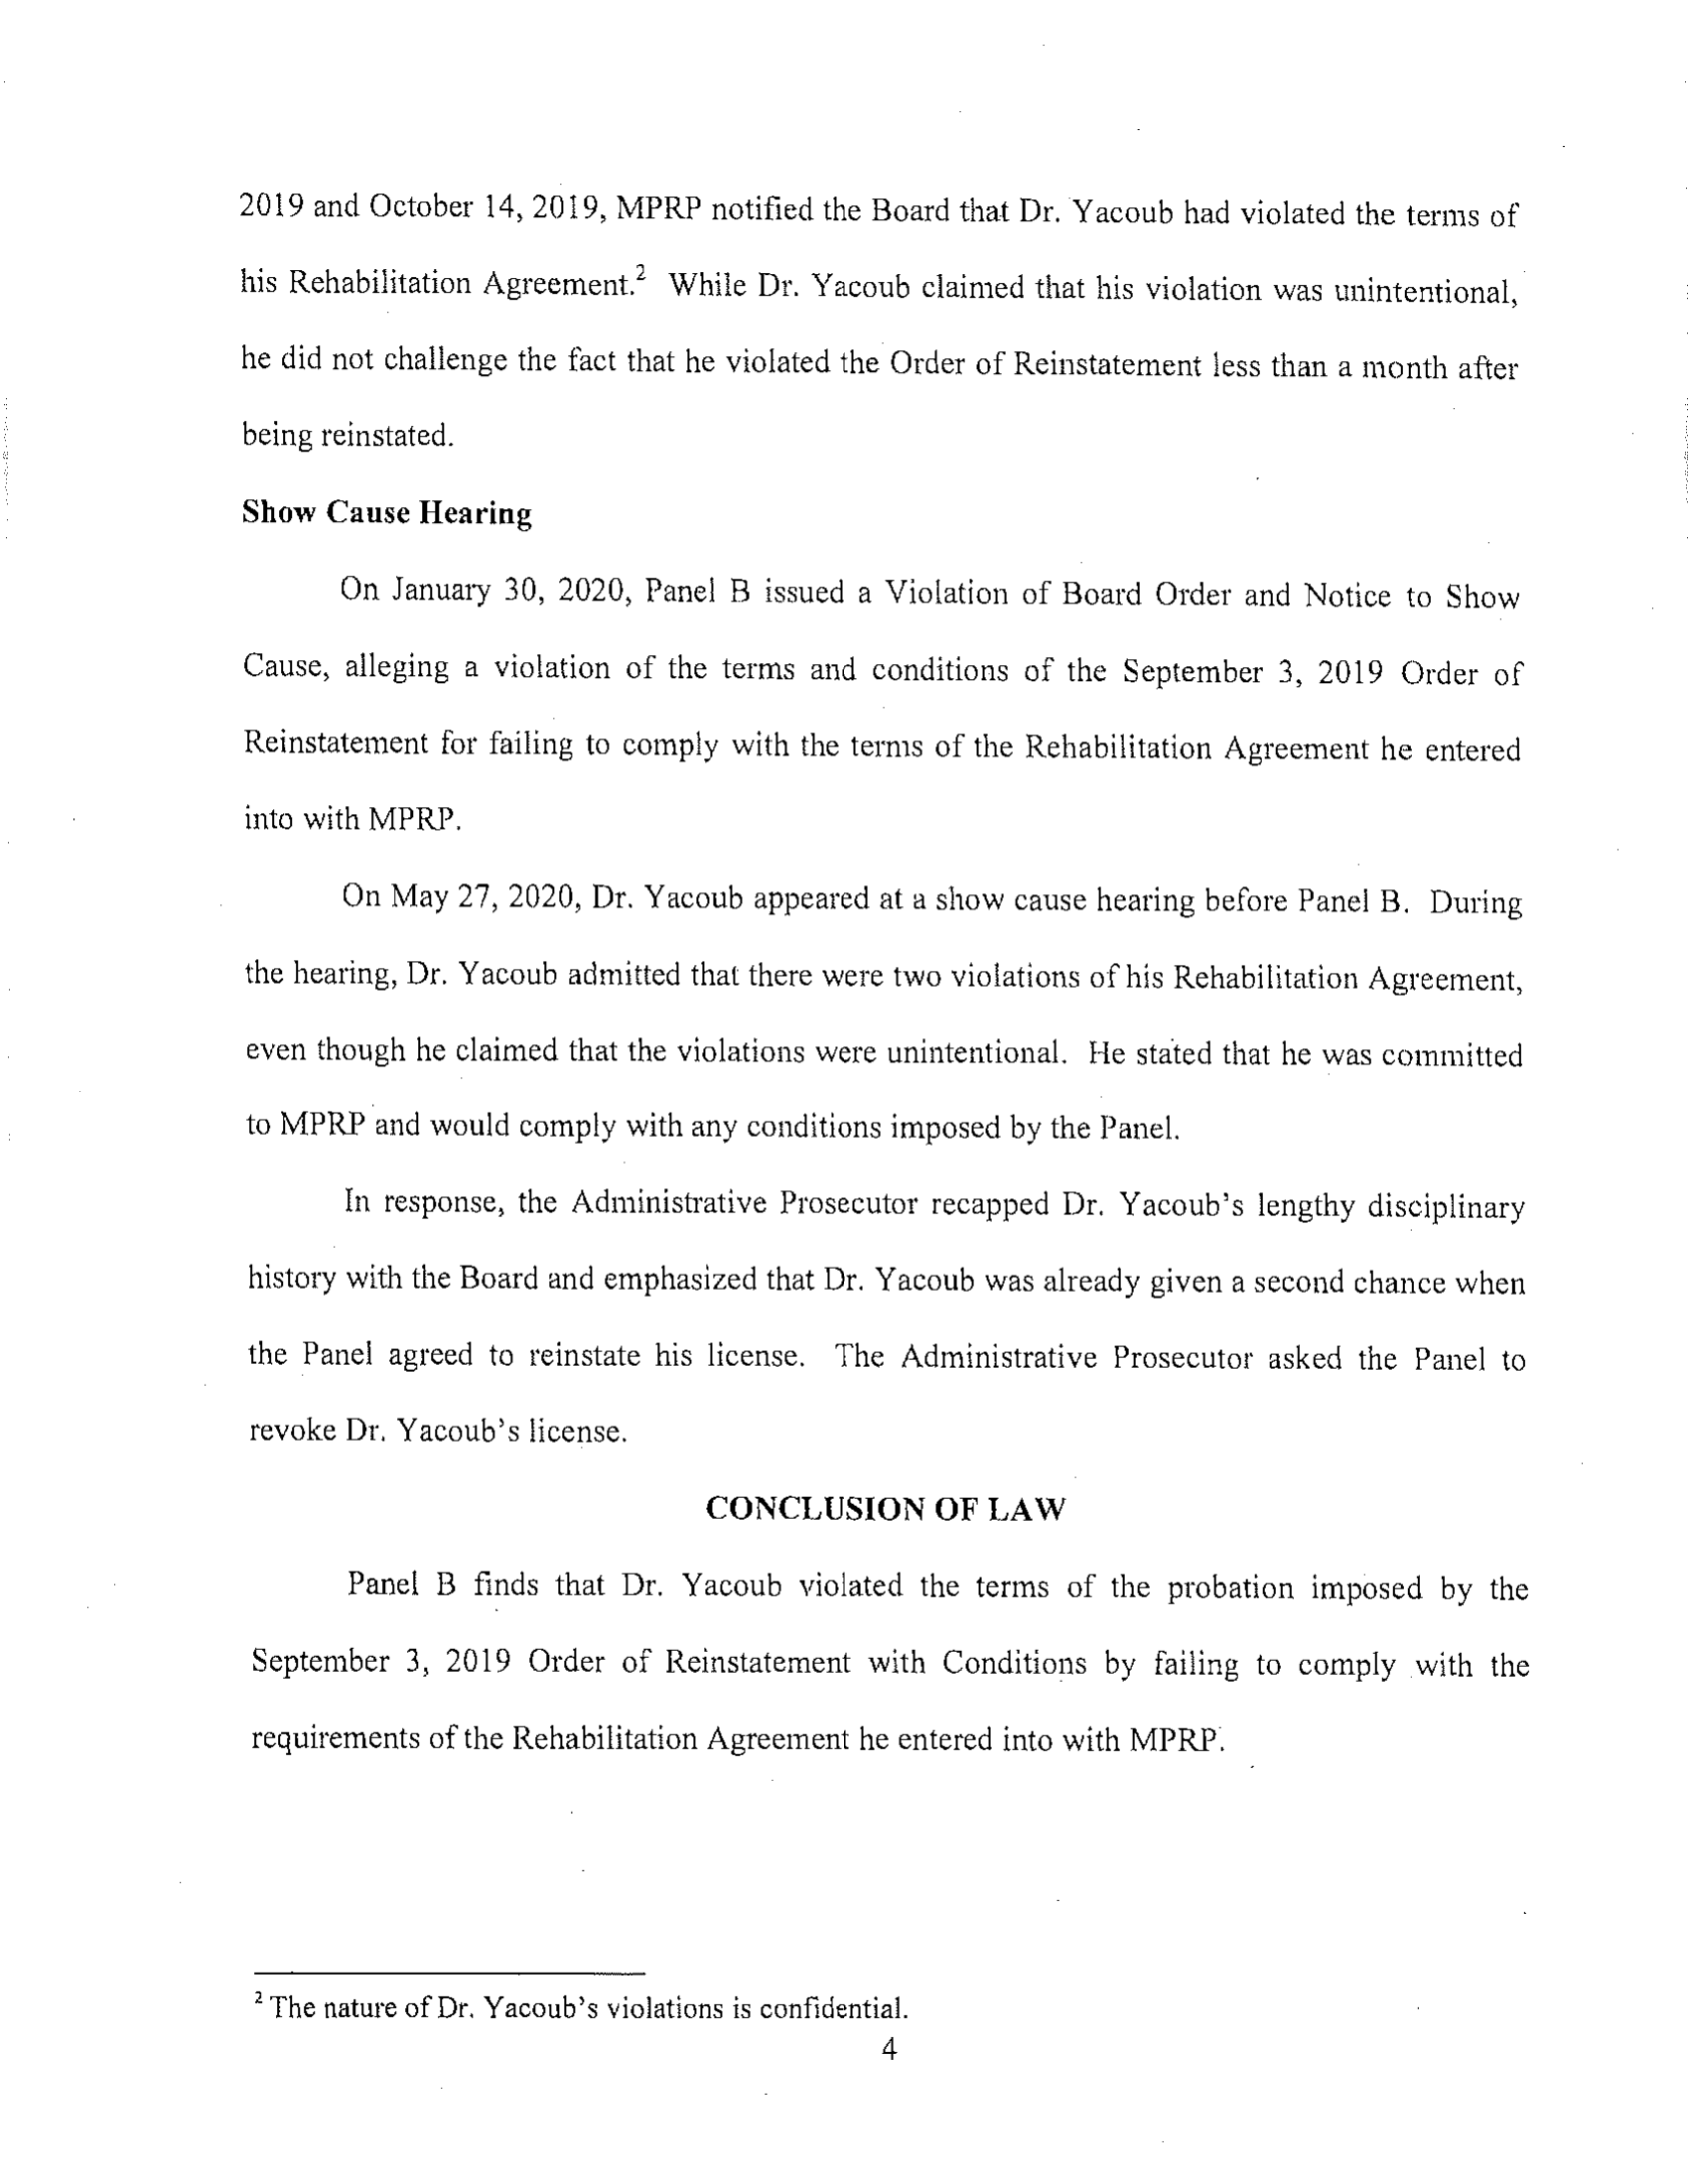 2019 and October 14, 2019, MPRP notified the Board that Dr. Yacoub had violated the terms of
his Rehabilitation Agreement.² While Dr. Yacoub claimed that his violation was unintentional,
he did not challenge the fact that he violated the Order of Reinstatement less than a month after
being reinstated.
Show Cause Hearing
On January 30, 2020, Panel B issued a Violation of Board Order and Notice to Show
Cause, alleging a violation of the terms and conditions of the September 3, 2019 Order of
Reinstatement for failing to comply with the terms of the Rehabilitation Agreement he entered
into with MPRP.
On May 27, 2020, Dr. Yacoub appeared at a show cause hearing before Panel B. During
the hearing, Dr. Yacoub admitted that there were two violations of his Rehabilitation Agreement,
even though he claimed that the violations were unintentional. He stated that he was committed
to MPRP and would comply with any conditions imposed by the Panel.
In response, the Administrative Prosecutor recapped Dr. Yacoub's lengthy disciplinary
history with the Board and emphasized that Dr. Yacoub was already given a second chance when
the Panel agreed to reinstate his license. The Administrative Prosecutor asked the Panel to
revoke Dr. Yacoub's license.
CONCLUSION OF LAW
Panel B finds that Dr. Yacoub violated the terms of the probation imposed by the
September 3, 2019 Order of Reinstatement with Conditions by failing to comply with the
requirements of the Rehabilitation Agreement he entered into with MPRP.
² The nature of Dr. Yacoub's violations is confidential.
4